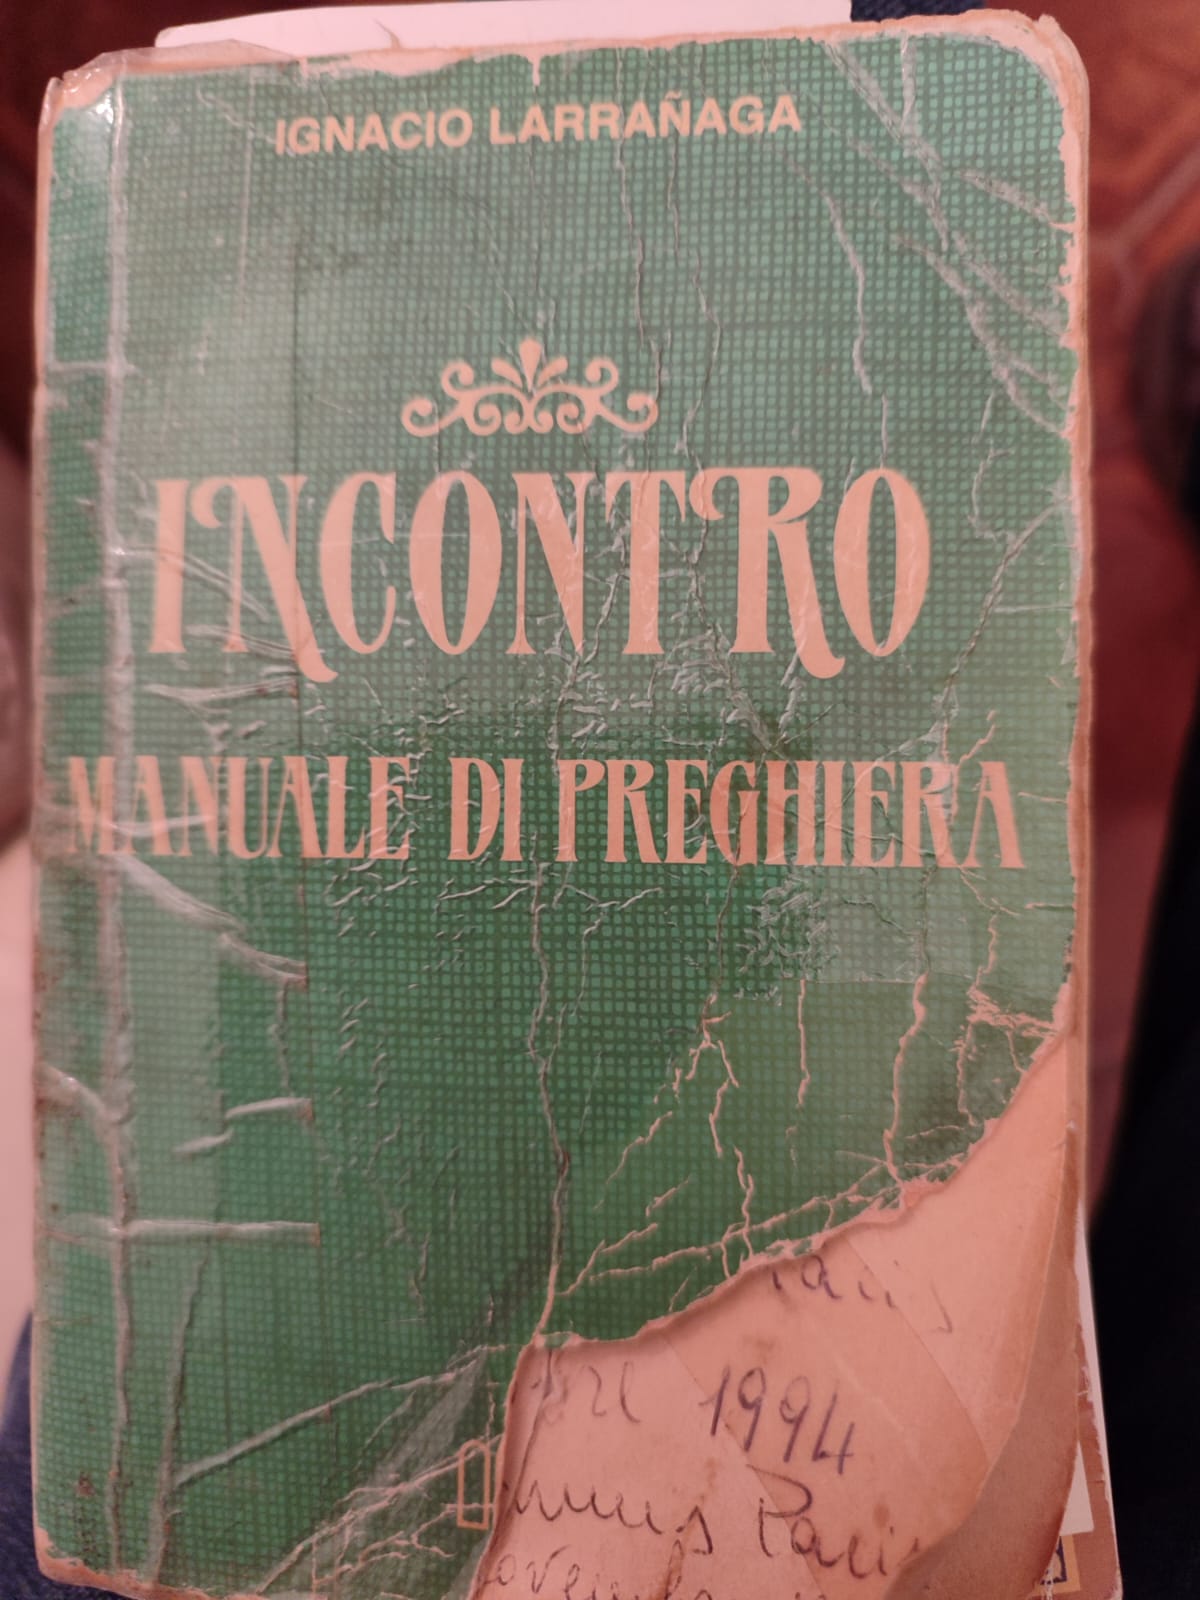 IGNACIO LARRAÑAGA
INCONTRO
MANUALE DI PREGHIERA
1994